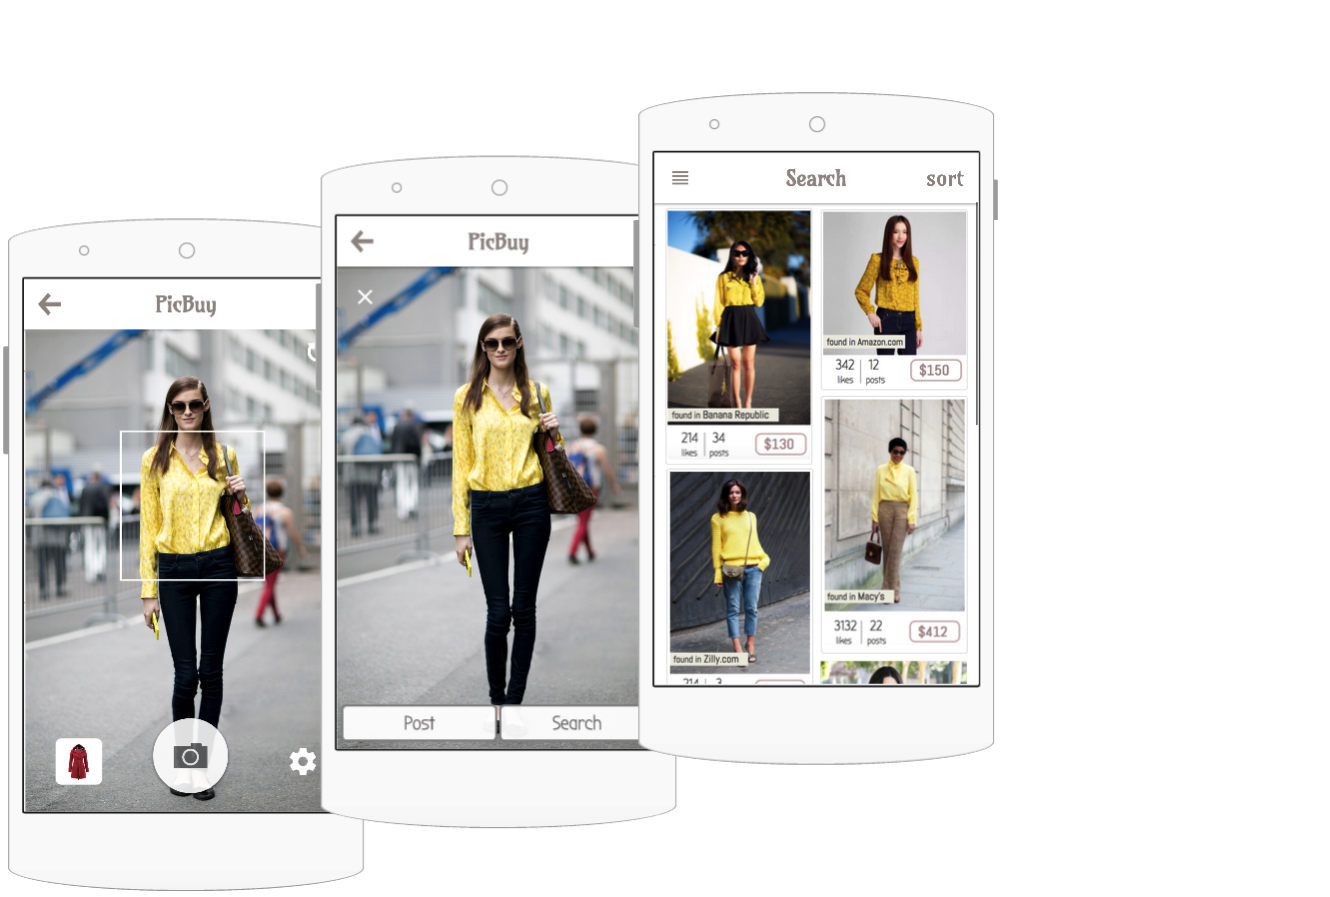 PicBuy
PicBuy
Post
Search
Search
sort
found in Banana Republic
214 likes
34 posts
$130
found in Amazon.com
342 likes
12 posts
$150
found in Zilly.com
214
3
found in Macy's
3132 likes
22 posts
$412